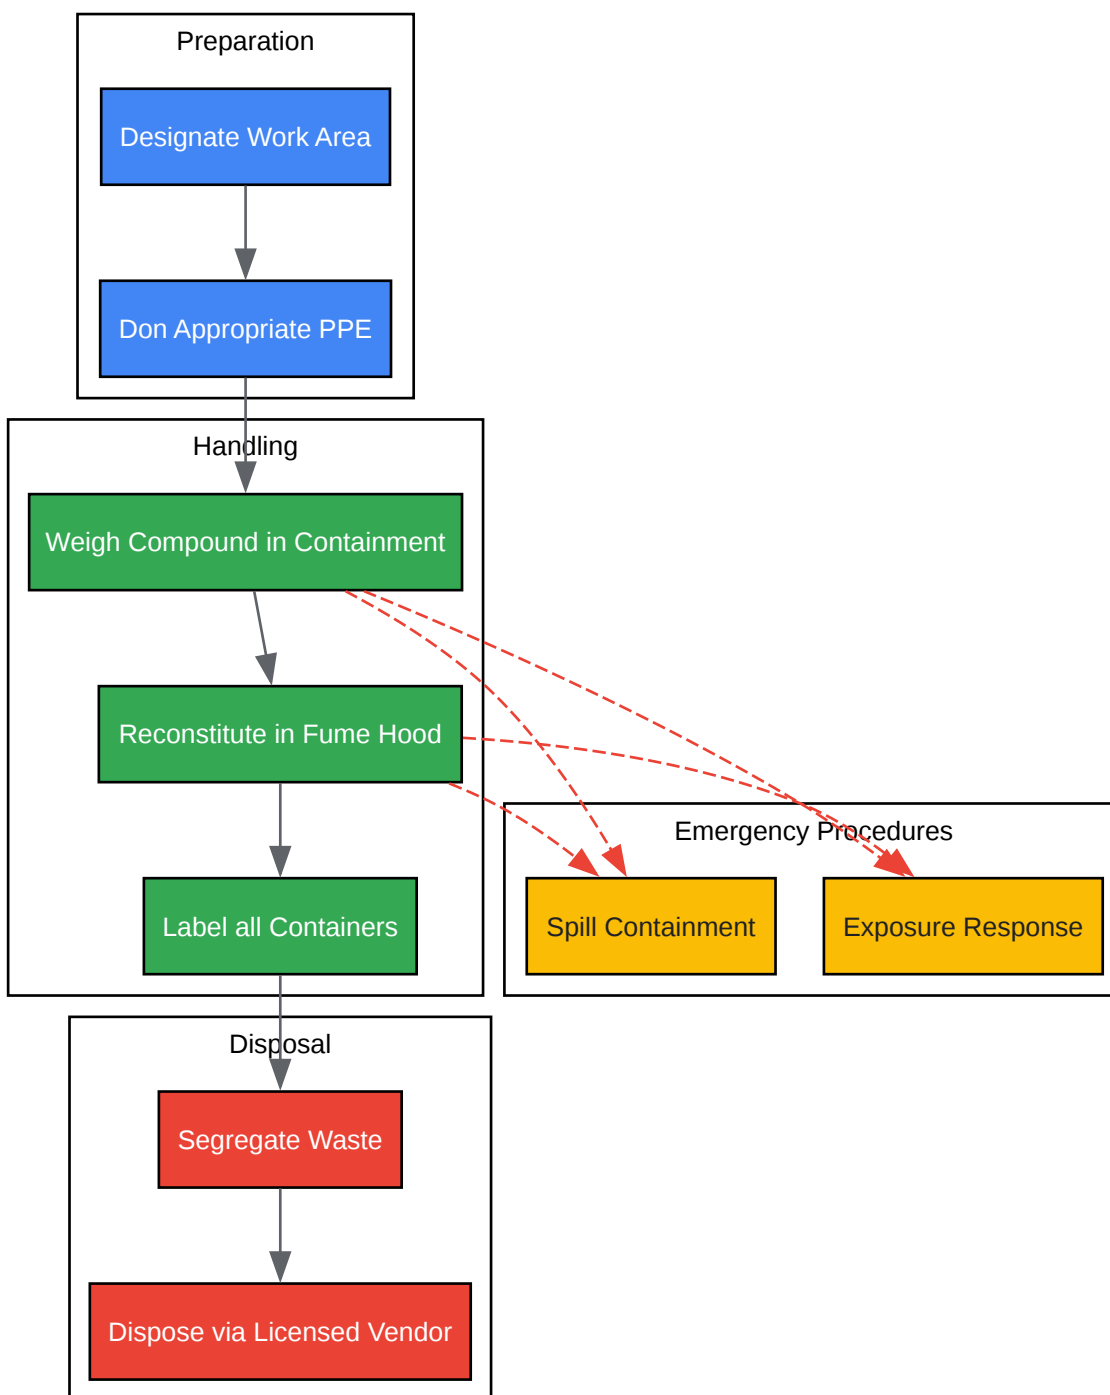 Preparation
Designate Work Area
Don Appropriate PPE
Handling
Weigh Compound in Containment
Reconstitute in Fume Hood
Label all Containers
Emergency Procedures
Spill Containment
Exposure Response
Disposal
Segregate Waste
Dispose via Licensed Vendor